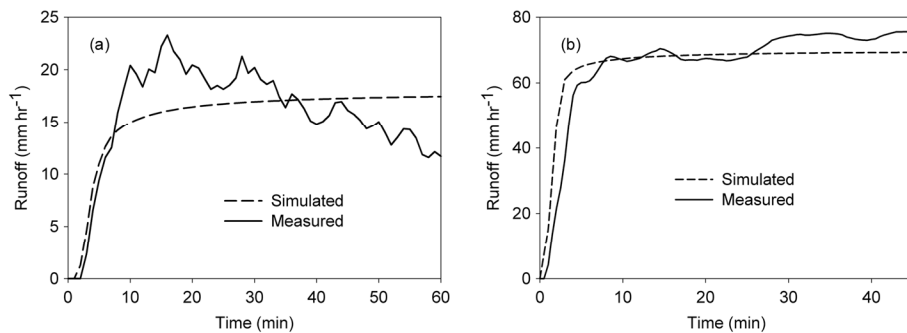 (a)
Runoff (mm hr⁻¹)
25
20
15
10
5
0
Simulated
Measured
0 10 20 30 40 50 60
Time (min)
(b)
Runoff (mm hr⁻¹)
80
60
40
20
0
Simulated
Measured
0 10 20 30 40
Time (min)